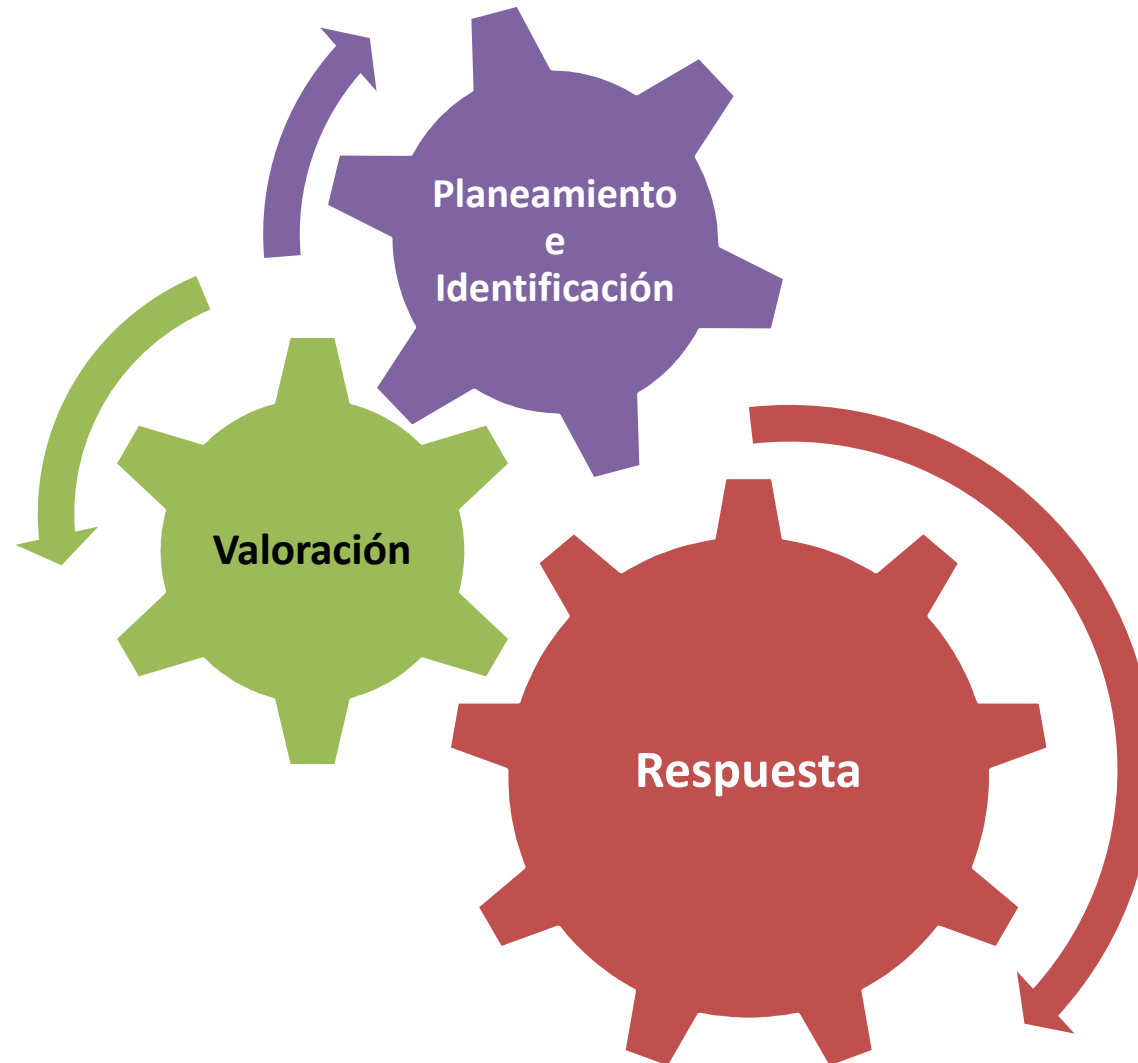 Planeamiento
e
Identificación
Valoración
Respuesta